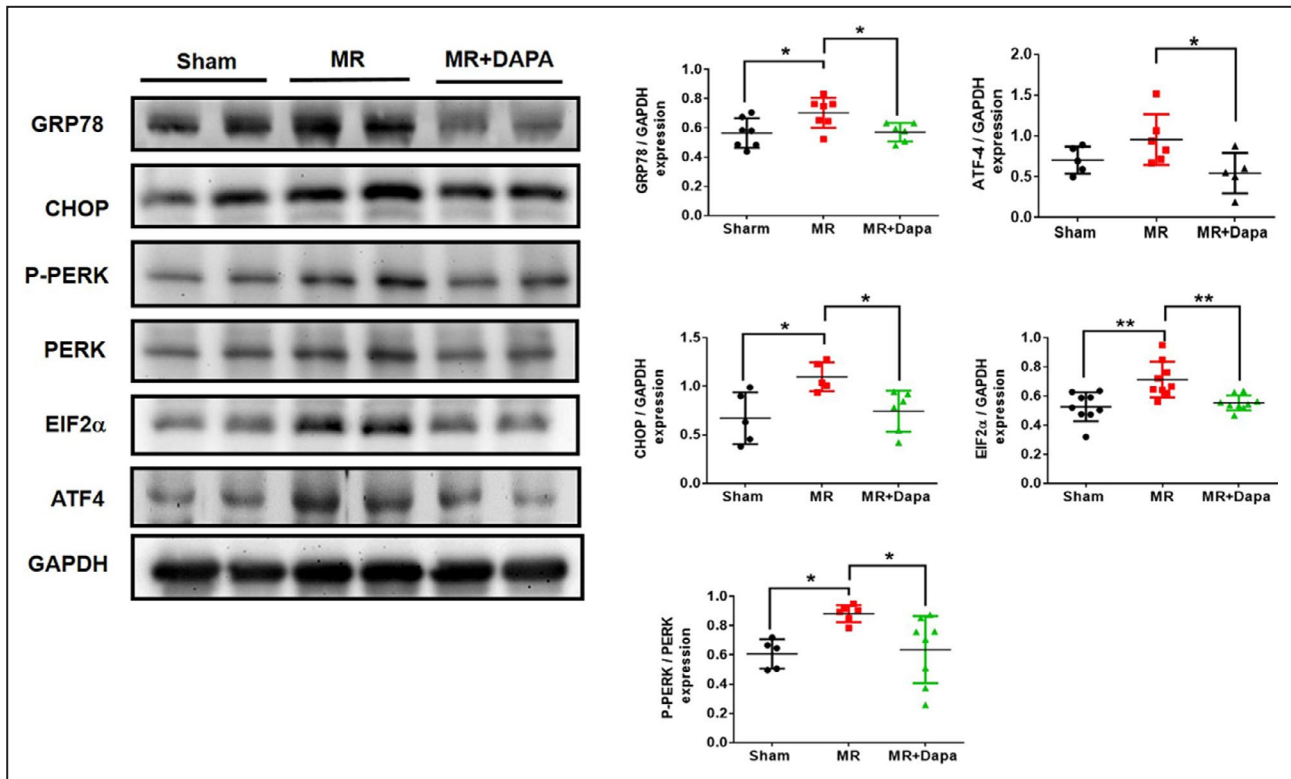 Sham MR MR+DAPA
GRP78
CHOP
P-PERK
PERK
EIF2α
ATF4
GAPDH
GRP78 / GAPDH
expression
1.0
0.8
0.6
0.4
0.2
0.0
* *
Sharm MR MR+Dapa
ATF-4 / GAPDH
expression
2.0
1.5
1.0
0.5
0.0
*
Sham MR MR+Dapa
CHOP / GAPDH
expression
1.5
1.0
0.5
0.0
* *
Sham MR MR+Dapa
EIF2α / GAPDH
expression
1.0
0.8
0.6
0.4
0.2
0.0
** **
Sham MR MR+Dapa
P-PERK / PERK
expression
1.0
0.8
0.6
0.4
0.2
0.0
* *
Sham MR MR+Dapa